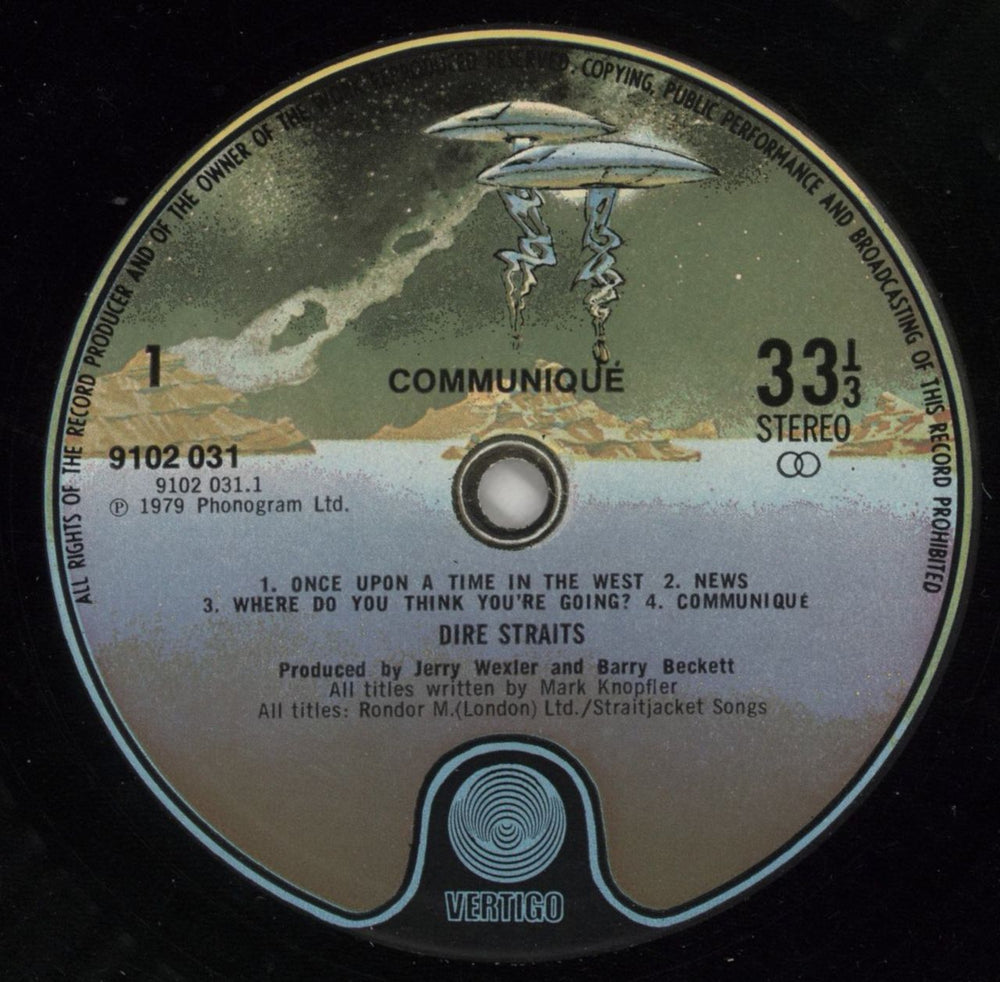 ALL RIGHTS OF THE RECORD PRODUCER AND OF THE OWNER OF THE WORK REPRODUCED RESERVED. COPYING, PUBLIC PERFORMANCE AND BROADCASTING OF THIS RECORD PROHIBITED
1
COMMUNIQUÉ
33⅓
STEREO
9102 031
9102 031.1
℗ 1979 Phonogram Ltd.
1. ONCE UPON A TIME IN THE WEST 2. NEWS
3. WHERE DO YOU THINK YOU'RE GOING? 4. COMMUNIQUÉ
DIRE STRAITS
Produced by Jerry Wexler and Barry Beckett
All titles written by Mark Knopfler
All titles: Rondor M.(London) Ltd./Straitjacket Songs
VERTIGO